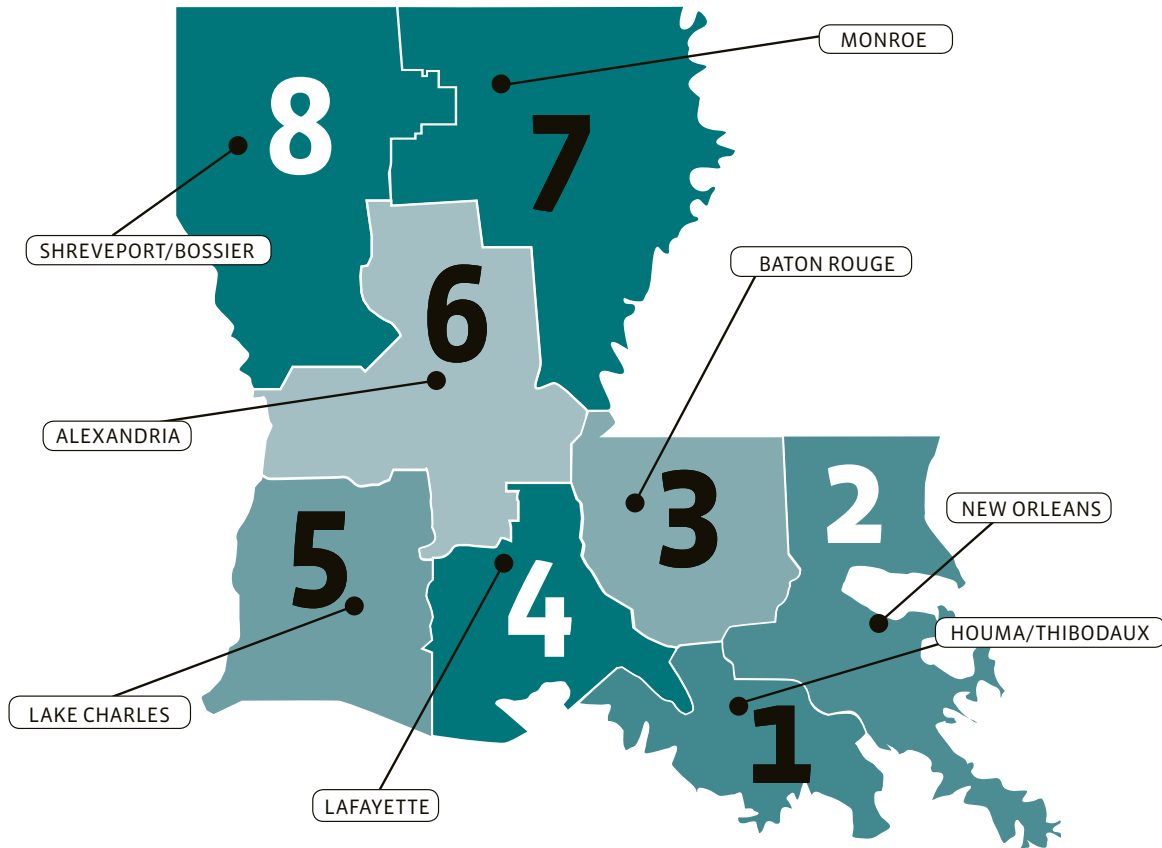 MONROE
8
7
SHREVEPORT/BOSSIER
BATON ROUGE
6
ALEXANDRIA
3
2
NEW ORLEANS
5
4
HOUMA/THIBODAUX
LAKE CHARLES
1
LAFAYETTE